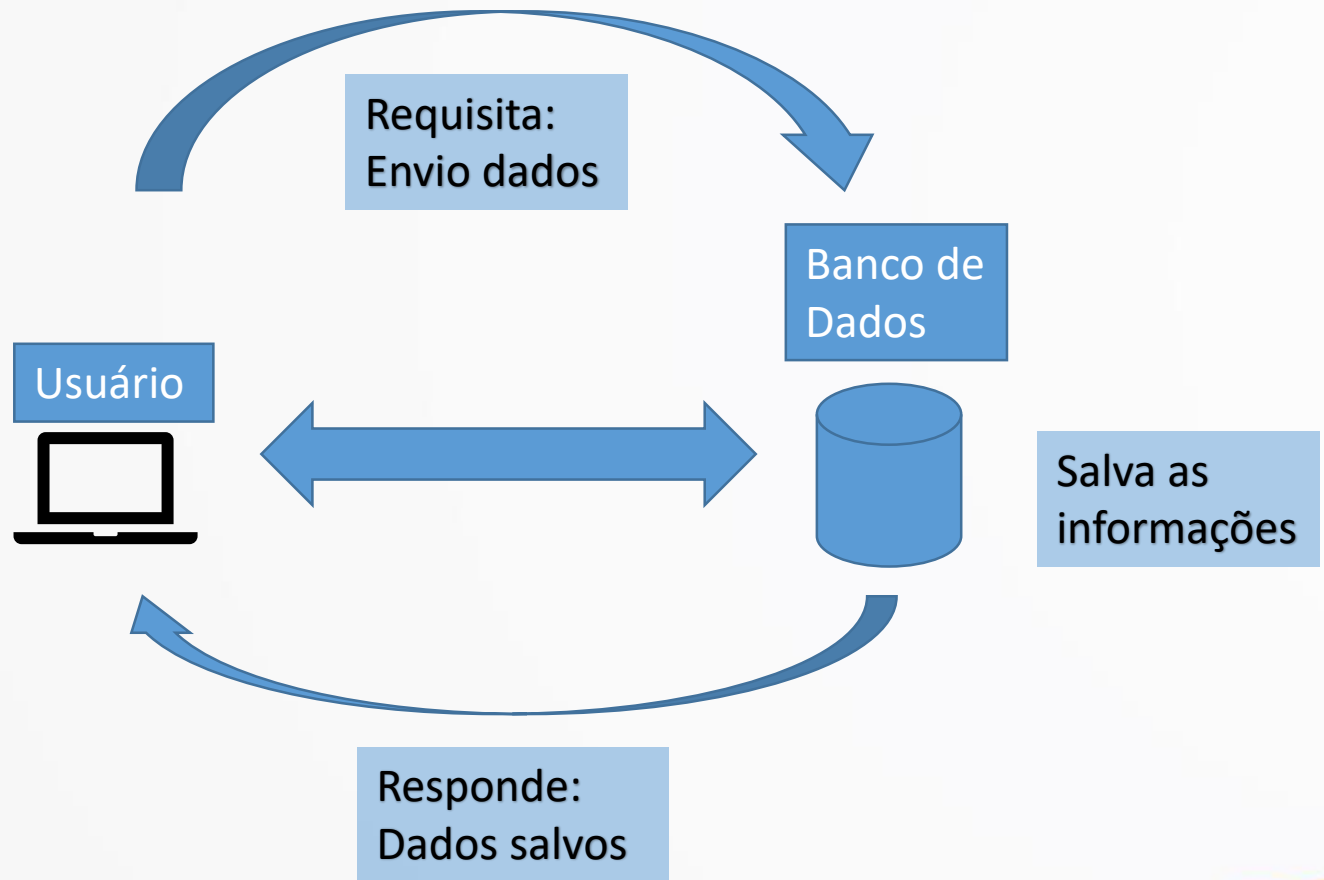 Requisita:
Envio dados
Banco de
Dados
Usuário
Salva as
informações
Responde:
Dados salvos